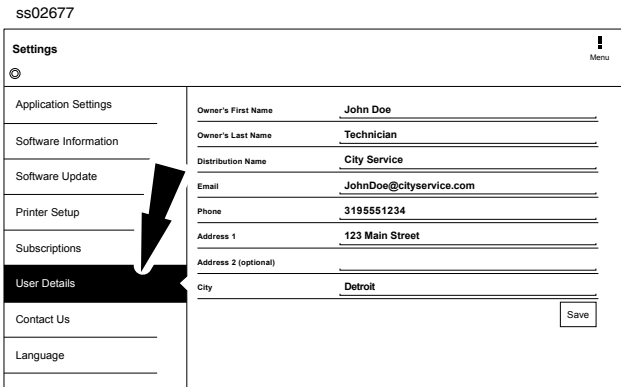 ss02677
Settings
Menu
Application Settings
Software Information
Software Update
Printer Setup
Subscriptions
User Details
Contact Us
Language
Owner's First Name John Doe
Owner's Last Name Technician
Distribution Name City Service
Email JohnDoe@cityservice.com
Phone 3195551234
Address 1 123 Main Street
Address 2 (optional)
City Detroit
Save